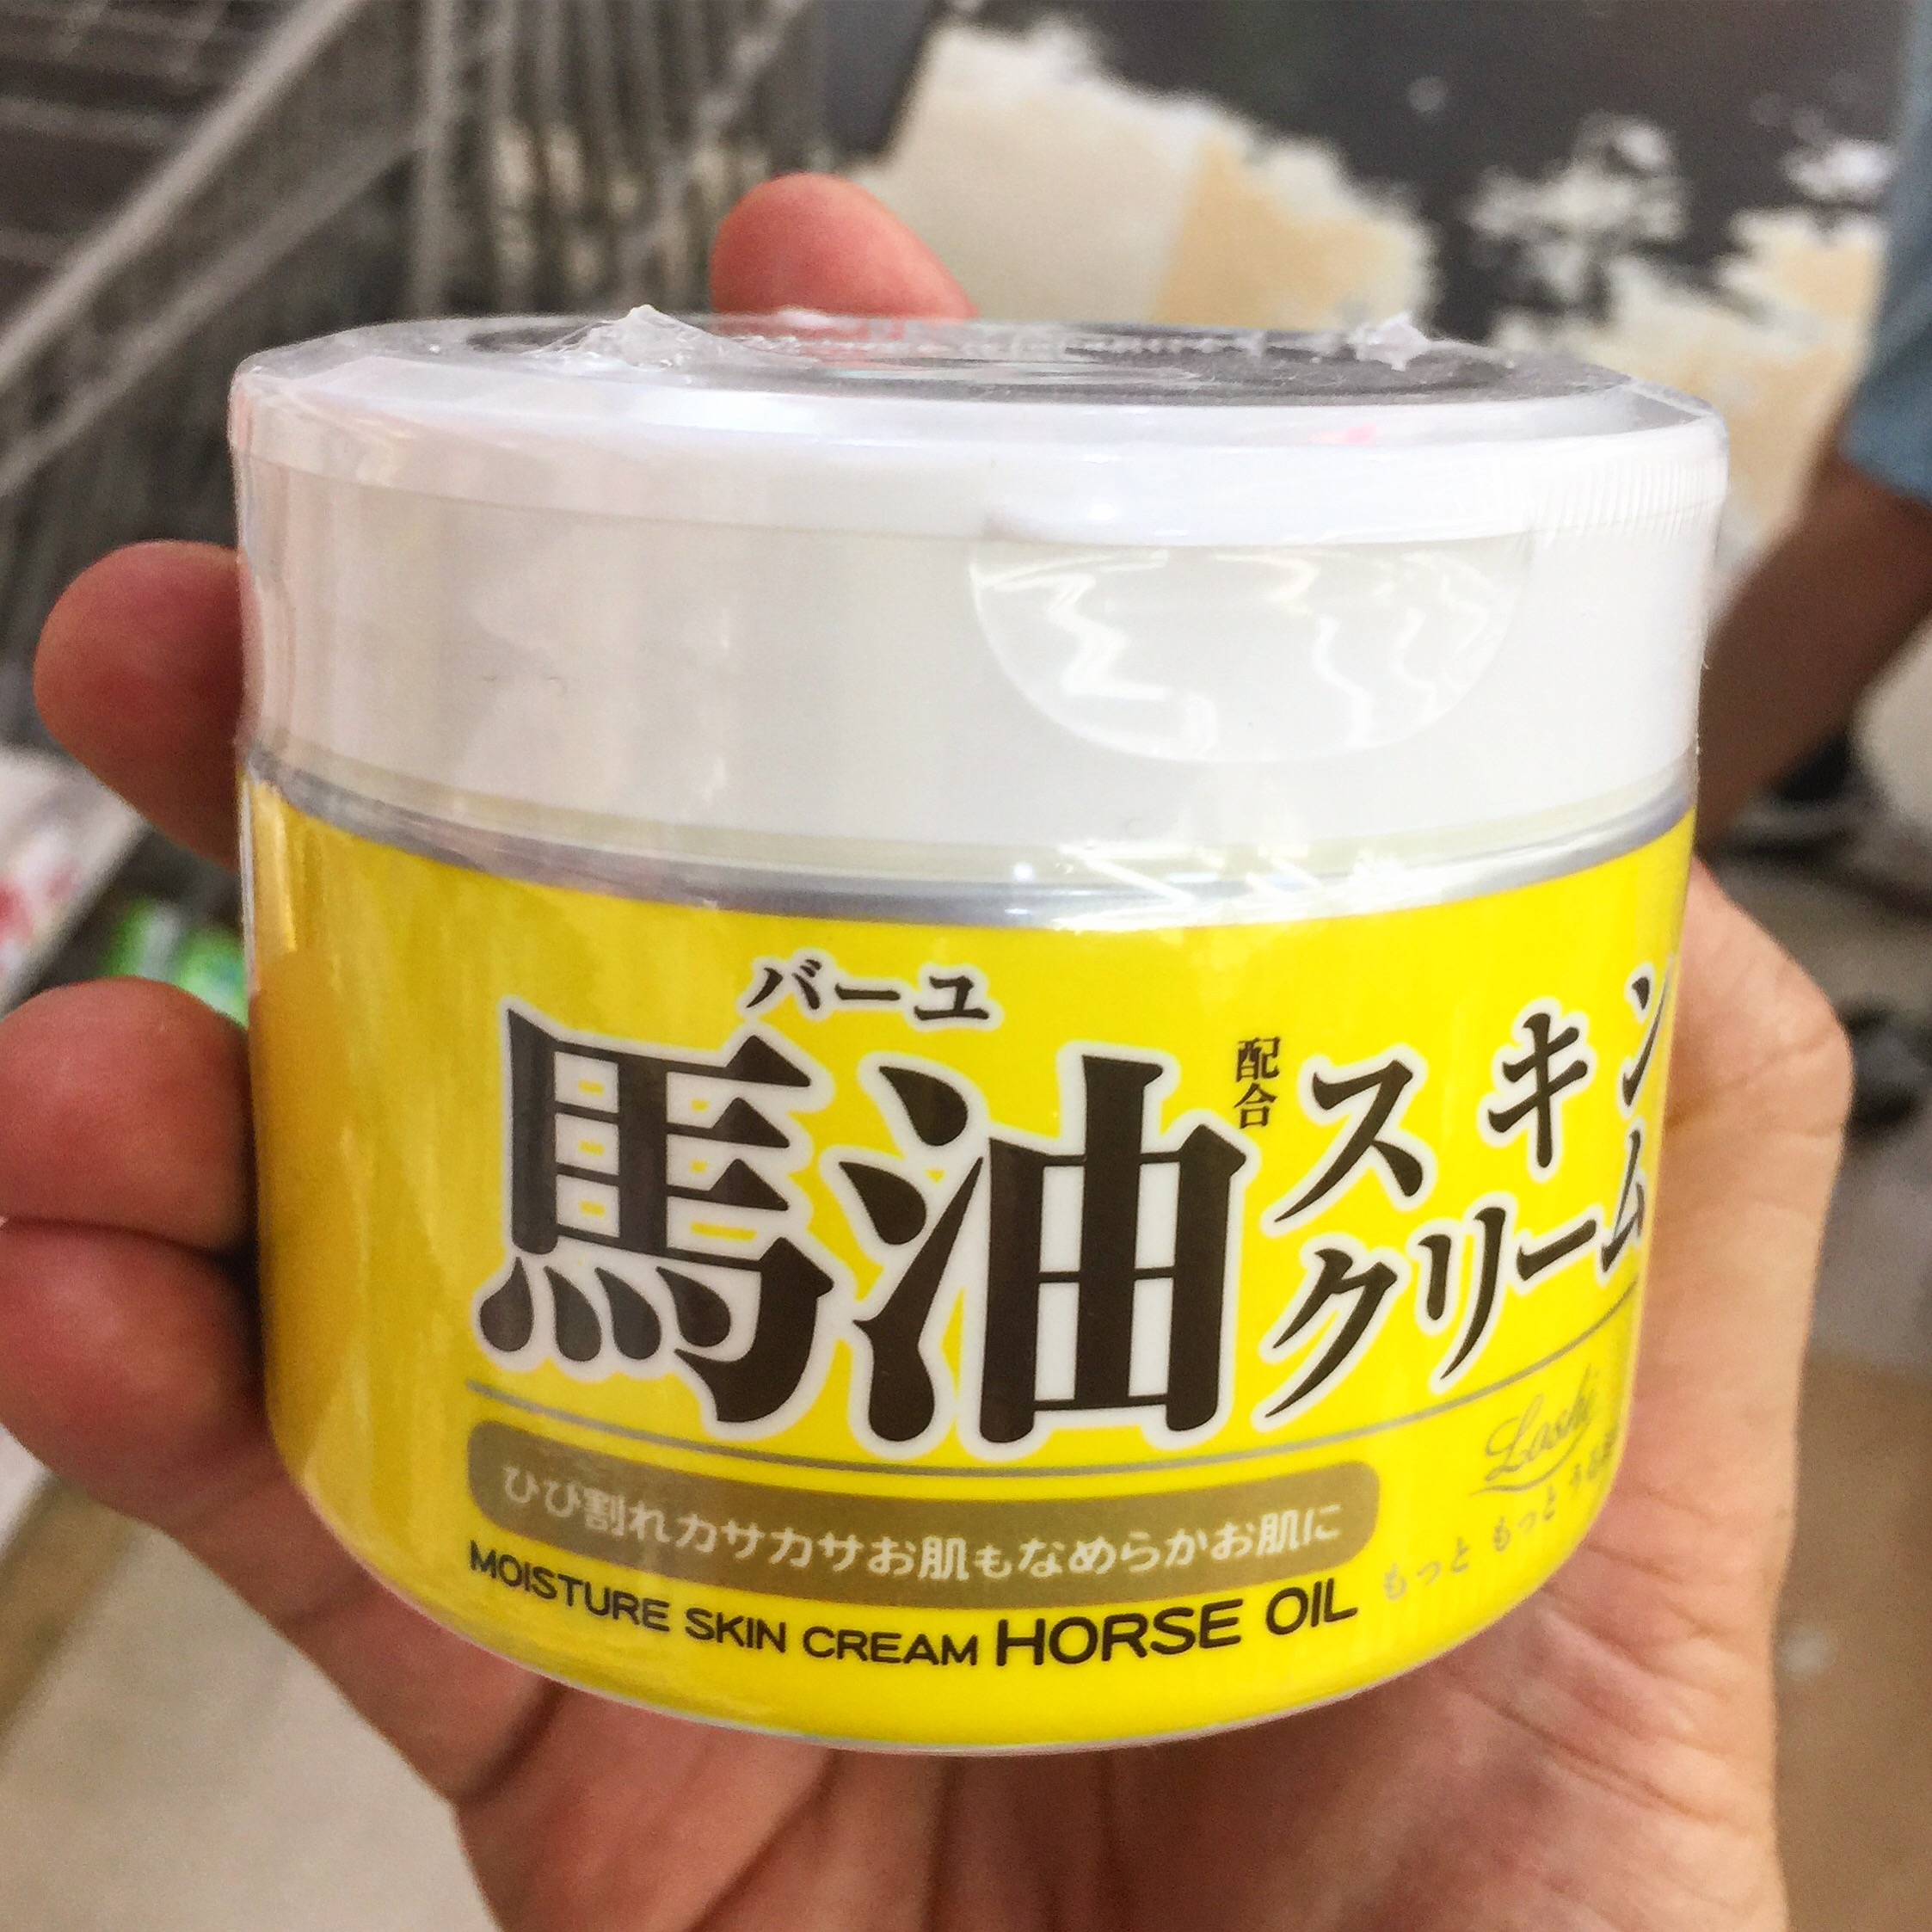 バーユ
馬油配合スキン
クリーム
Loshi
ひび割れカサカサお肌もなめらかお肌に
もっと もっと
MOISTURE SKIN CREAM HORSE OIL